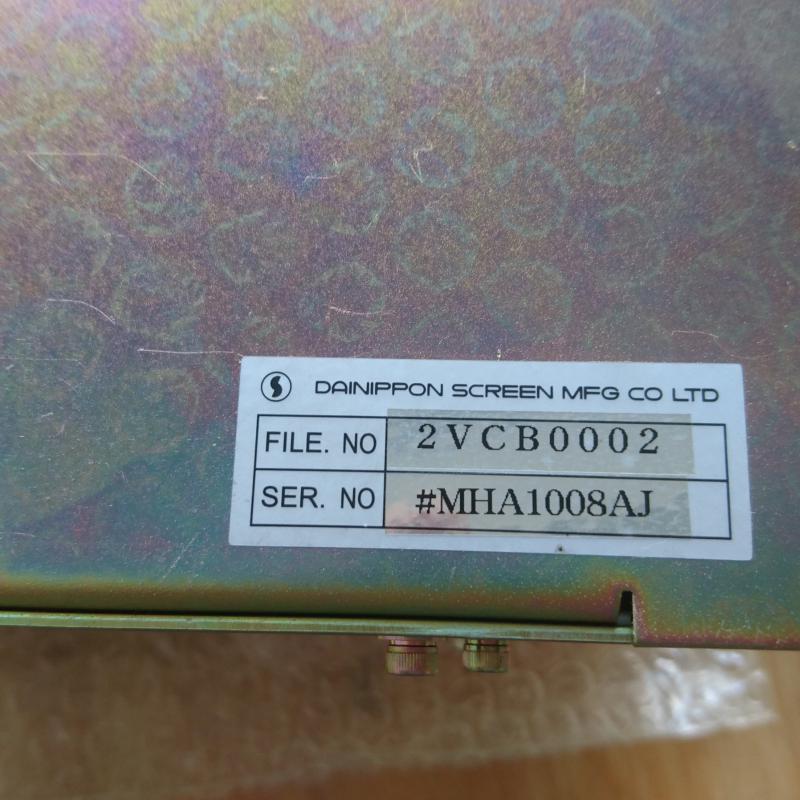 DAINIPPON SCREEN MFG CO LTD
FILE. NO 2VCB0002
SER. NO #MHA1008AJ